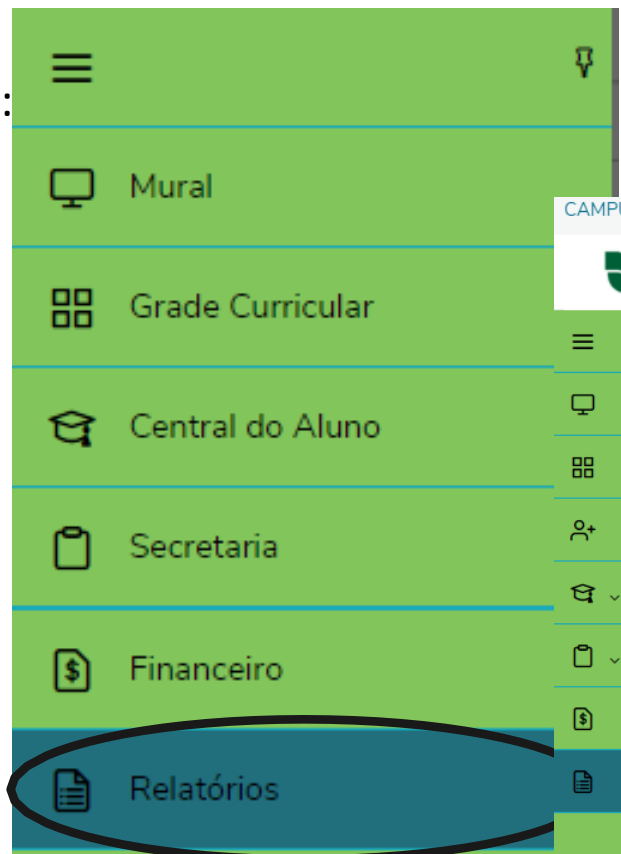 :
Mural
CAMPU
Grade Curricular
Central do Aluno
Secretaria
Financeiro
Relatórios